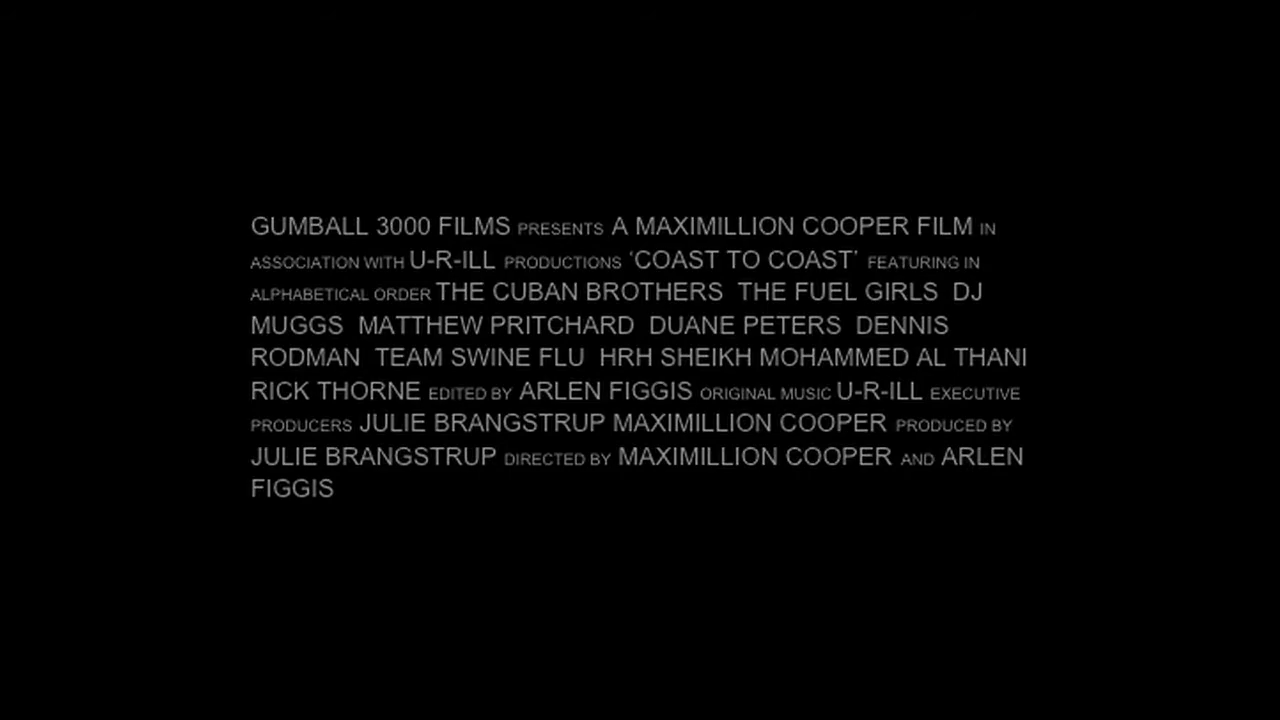 GUMBALL 3000 FILMS PRESENTS A MAXIMILLION COOPER FILM IN
ASSOCIATION WITH U-R-ILL PRODUCTIONS ‘COAST TO COAST’ FEATURING IN
ALPHABETICAL ORDER THE CUBAN BROTHERS THE FUEL GIRLS DJ
MUGGS MATTHEW PRITCHARD DUANE PETERS DENNIS
RODMAN TEAM SWINE FLU HRH SHEIKH MOHAMMED AL THANI
RICK THORNE EDITED BY ARLEN FIGGIS ORIGINAL MUSIC U-R-ILL EXECUTIVE
PRODUCERS JULIE BRANGSTRUP MAXIMILLION COOPER PRODUCED BY
JULIE BRANGSTRUP DIRECTED BY MAXIMILLION COOPER AND ARLEN
FIGGIS